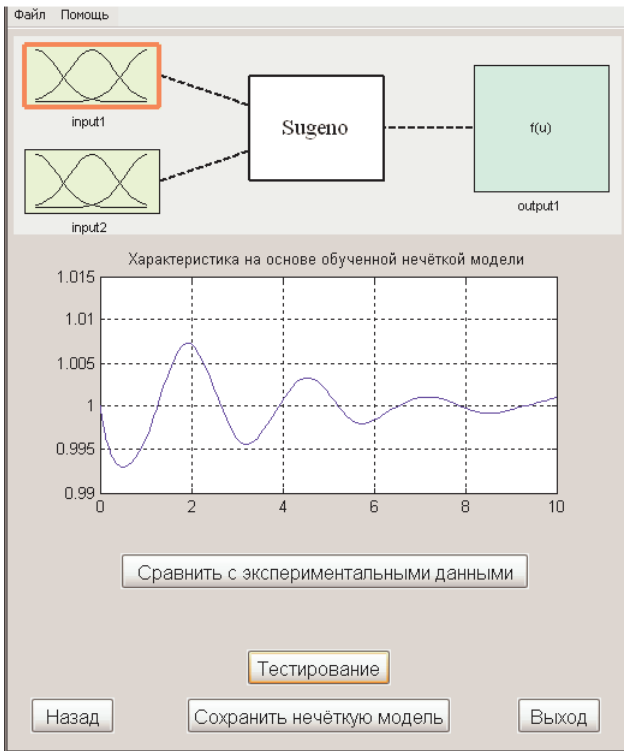 Файл Помощь
input1
Sugeno
f(u)
output1
input2
Характеристика на основе обученной нечёткой модели
1.015
1.01
1.005
1
0.995
0.99
0 2 4 6 8 10
Сравнить с экспериментальными данными
Тестирование
Назад Сохранить нечёткую модель Выход